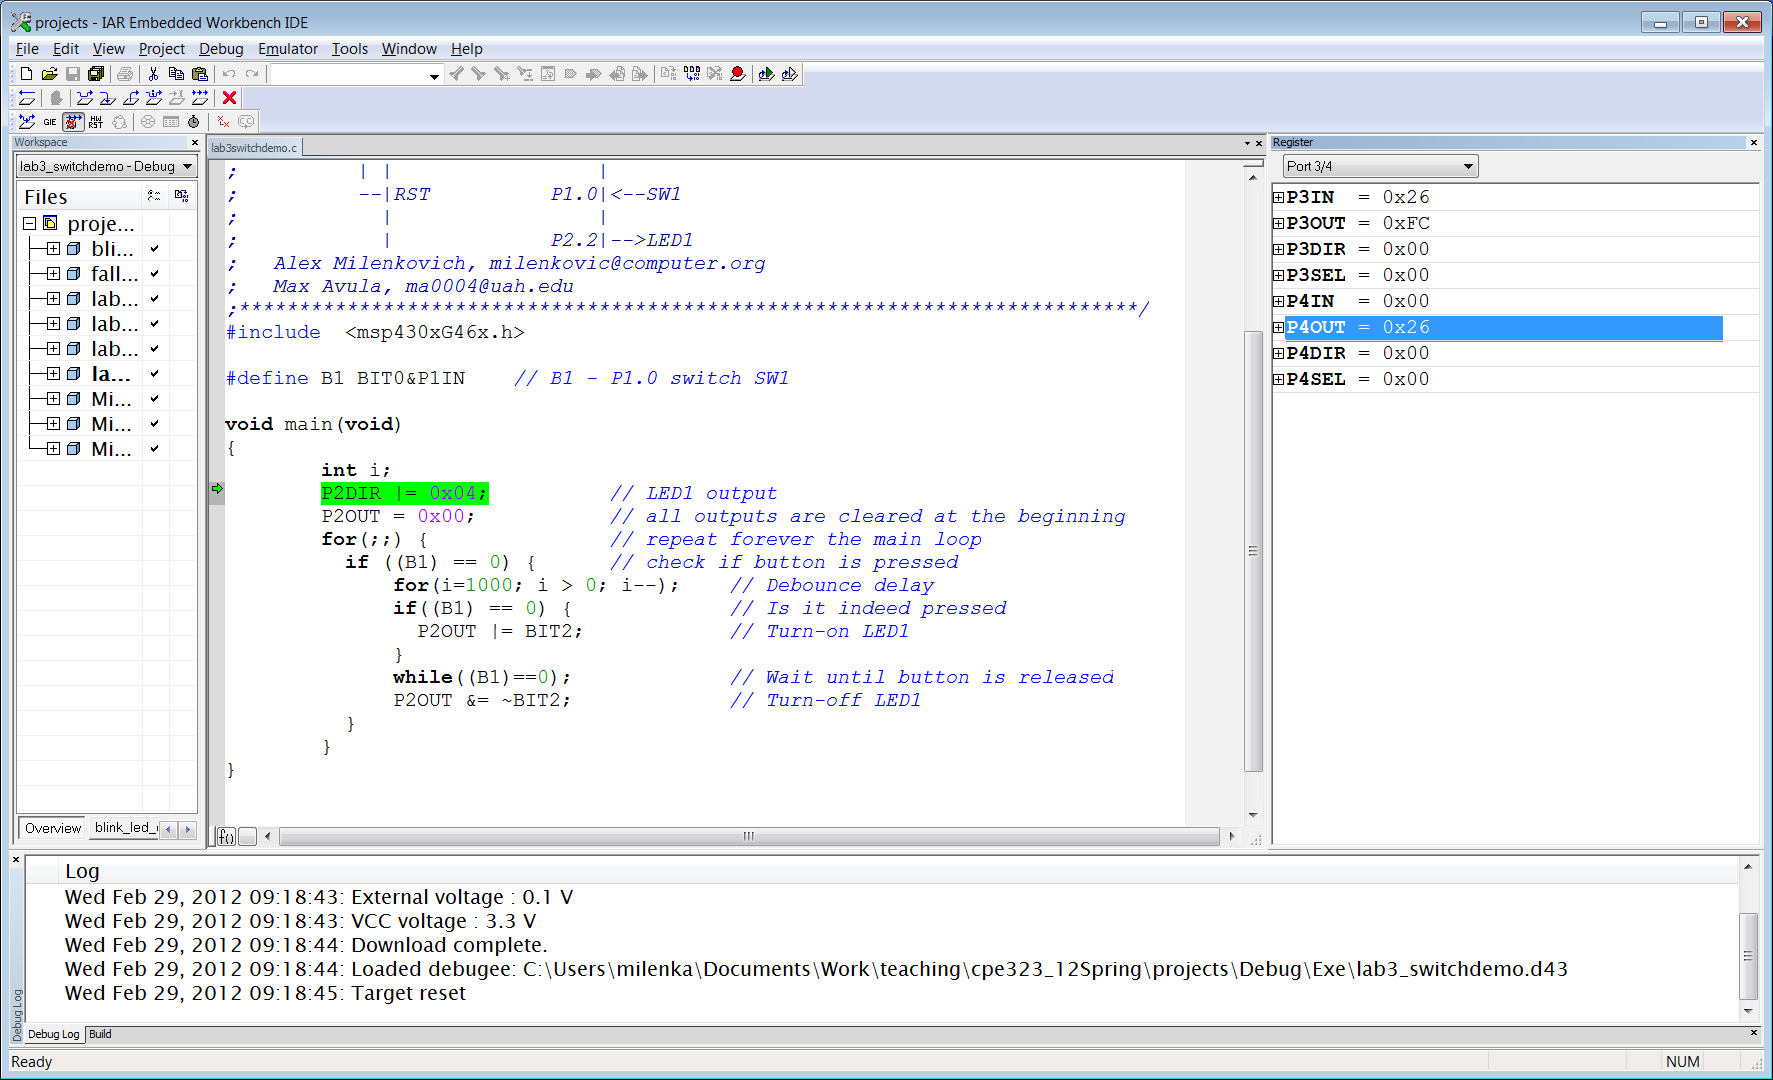 projects - IAR Embedded Workbench IDE
File Edit View Project Debug Emulator Tools Window Help
GIE
HW RST
Workspace
lab3_switchdemo - Debug
Files
proje...
bli...
fall...
lab...
lab...
lab...
la...
Mi...
Mi...
Mi...
Overview blink_led_
lab3switchdemo.c
; | | |
; --|RST P1.0|<--SW1
; | |
; | P2.2|-->LED1
; Alex Milenkovich, milenkovic@computer.org
; Max Avula, ma0004@uah.edu
;***************************************************************************/
#include <msp430xG46x.h>
#define B1 BIT0&P1IN // B1 - P1.0 switch SW1
void main(void)
{
int i;
P2DIR |= 0x04; // LED1 output
P2OUT = 0x00; // all outputs are cleared at the beginning
for(;;) { // repeat forever the main loop
if ((B1) == 0) { // check if button is pressed
for(i=1000; i > 0; i--); // Debounce delay
if((B1) == 0) { // Is it indeed pressed
P2OUT |= BIT2; // Turn-on LED1
}
while((B1)==0); // Wait until button is released
P2OUT &= ~BIT2; // Turn-off LED1
}
}
}
f()
Register
Port 3/4
P3IN = 0x26
P3OUT = 0xFC
P3DIR = 0x00
P3SEL = 0x00
P4IN = 0x00
P4OUT = 0x26
P4DIR = 0x00
P4SEL = 0x00
Log
Wed Feb 29, 2012 09:18:43: External voltage : 0.1 V
Wed Feb 29, 2012 09:18:43: VCC voltage : 3.3 V
Wed Feb 29, 2012 09:18:44: Download complete.
Wed Feb 29, 2012 09:18:44: Loaded debugee: C:\Users\milenka\Documents\Work\teaching\cpe323_12Spring\projects\Debug\Exe\lab3_switchdemo.d43
Wed Feb 29, 2012 09:18:45: Target reset
Debug Log
Debug Log Build
Ready
NUM